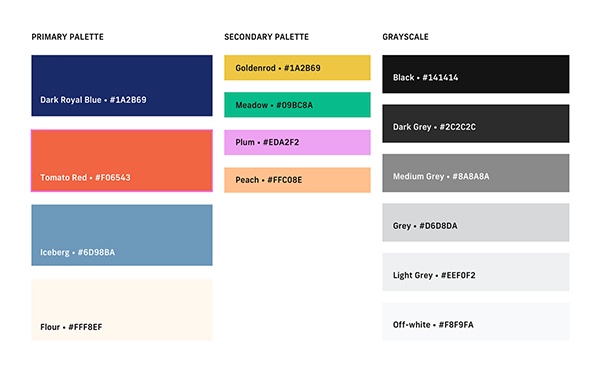 PRIMARY PALETTE
Dark Royal Blue • #1A2B69
Tomato Red • #F06543
Iceberg • #6D98BA
Flour • #FFF8EF
SECONDARY PALETTE
Goldenrod • #1A2B69
Meadow • #09BC8A
Plum • #EDA2F2
Peach • #FFC08E
GRAYSCALE
Black • #141414
Dark Grey • #2C2C2C
Medium Grey • #8A8A8A
Grey • #D6D8DA
Light Grey • #EEF0F2
Off-white • #F8F9FA